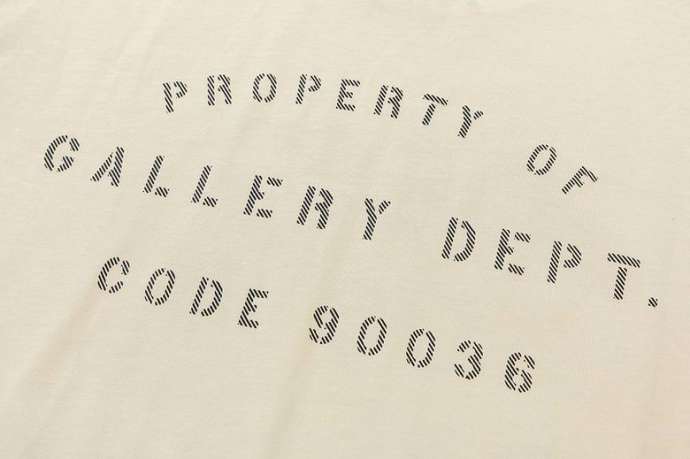 PROPERTY OF
GALLERY DEPT.
CODE 90036